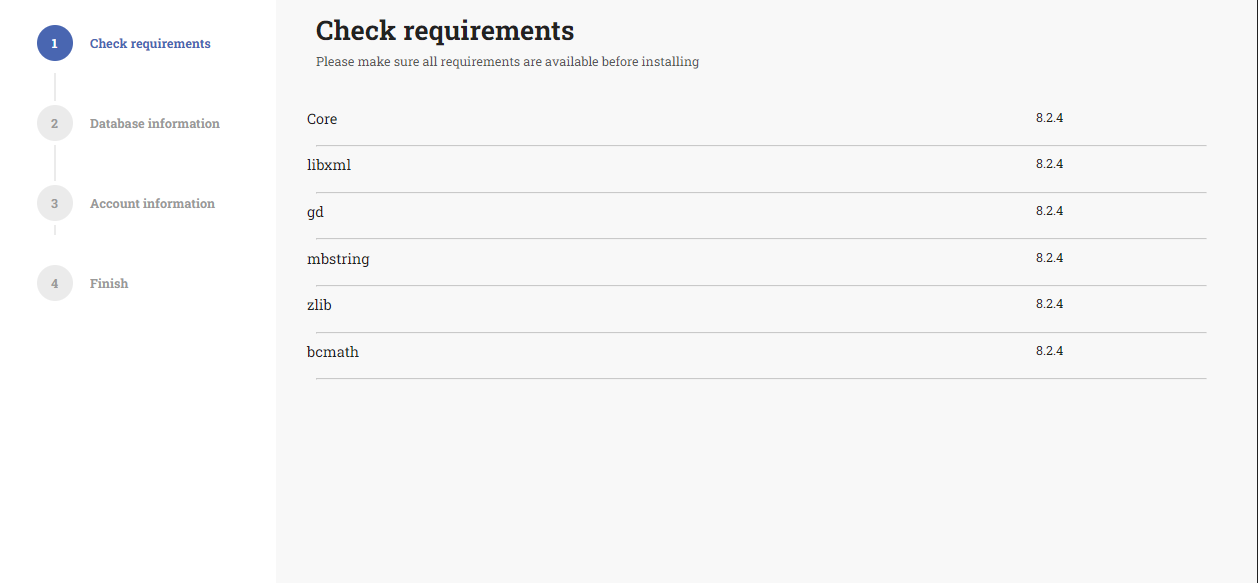 1 Check requirements
2 Database information
3 Account information
4 Finish
Check requirements
Please make sure all requirements are available before installing
Core 8.2.4
libxml 8.2.4
gd 8.2.4
mbstring 8.2.4
zlib 8.2.4
bcmath 8.2.4